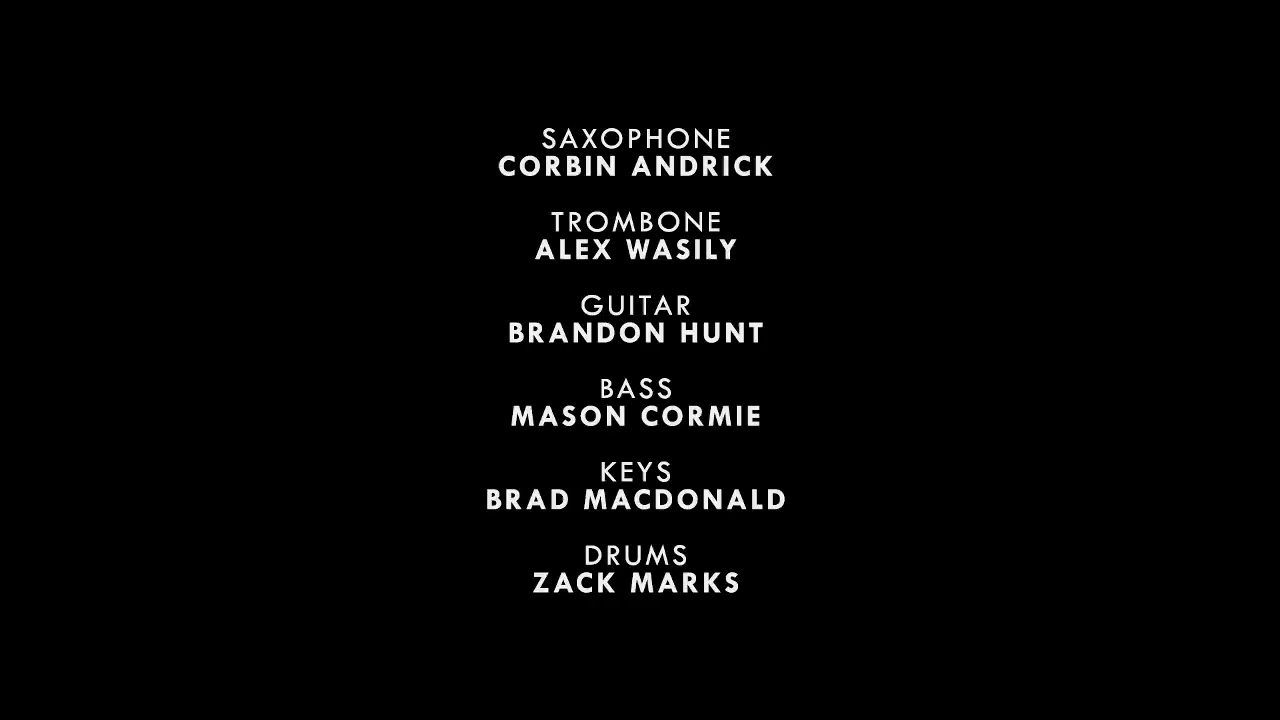 SAXOPHONE
CORBIN ANDRICK
TROMBONE
ALEX WASILY
GUITAR
BRANDON HUNT
BASS
MASON CORMIE
KEYS
BRAD MACDONALD
DRUMS
ZACK MARKS